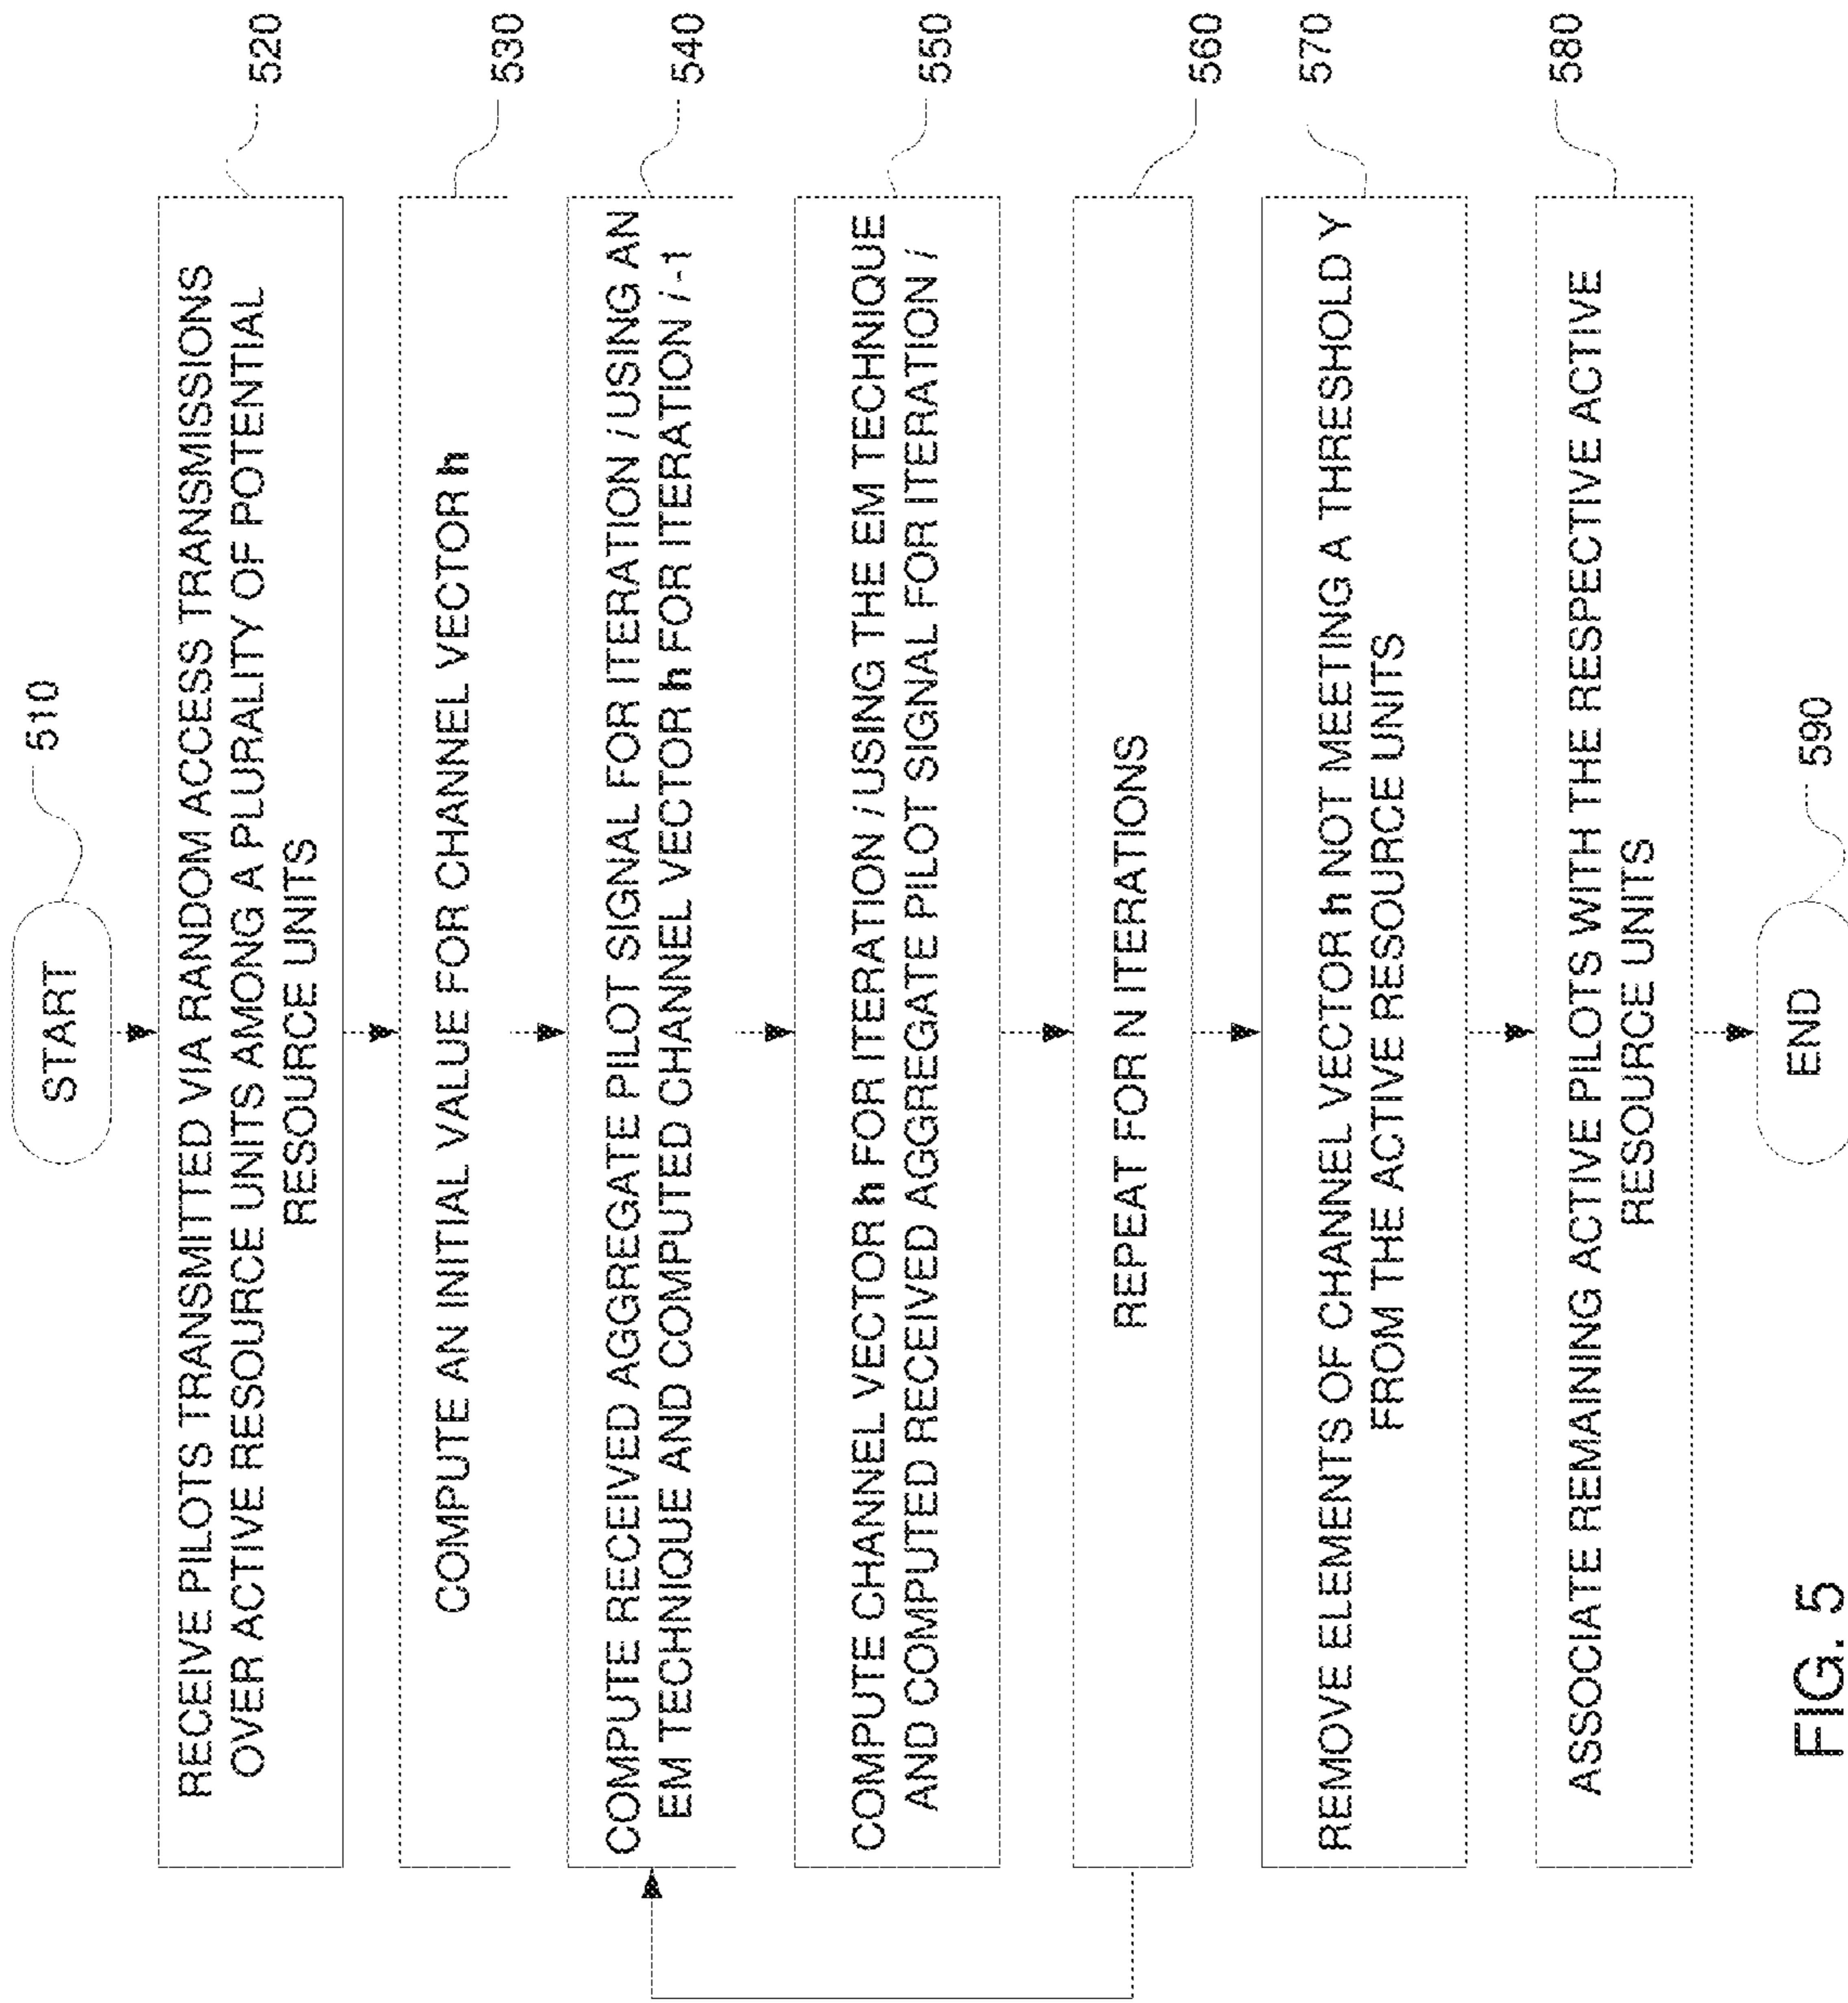 START
510
RECEIVE PILOTS TRANSMITTED VIA RANDOM ACCESS TRANSMISSIONS
OVER ACTIVE RESOURCE UNITS AMONG A PLURALITY OF POTENTIAL
RESOURCE UNITS
520
COMPUTE AN INITIAL VALUE FOR CHANNEL VECTOR h
530
COMPUTE RECEIVED AGGREGATE PILOT SIGNAL FOR ITERATION i USING AN
EM TECHNIQUE AND COMPUTED CHANNEL VECTOR h FOR ITERATION i -1
540
COMPUTE CHANNEL VECTOR h FOR ITERATION i USING THE EM TECHNIQUE
AND COMPUTED RECEIVED AGGREGATE PILOT SIGNAL FOR ITERATION i
550
REPEAT FOR N ITERATIONS
560
REMOVE ELEMENTS OF CHANNEL VECTOR h NOT MEETING A THRESHOLD Y
FROM THE ACTIVE RESOURCE UNITS
570
ASSOCIATE REMAINING ACTIVE PILOTS WITH THE RESPECTIVE ACTIVE
RESOURCE UNITS
580
END
590
FIG. 5